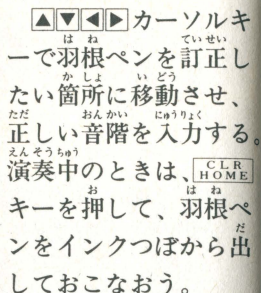 ▲▼◀▶カーソルキ
ーで羽根ペンを訂正し
たい箇所に移動させ、
正しい音階を入力する。
演奏中のときは、CLR HOME
キーを押して、羽根ペ
ンをインクつぼから出
しておこなおう。